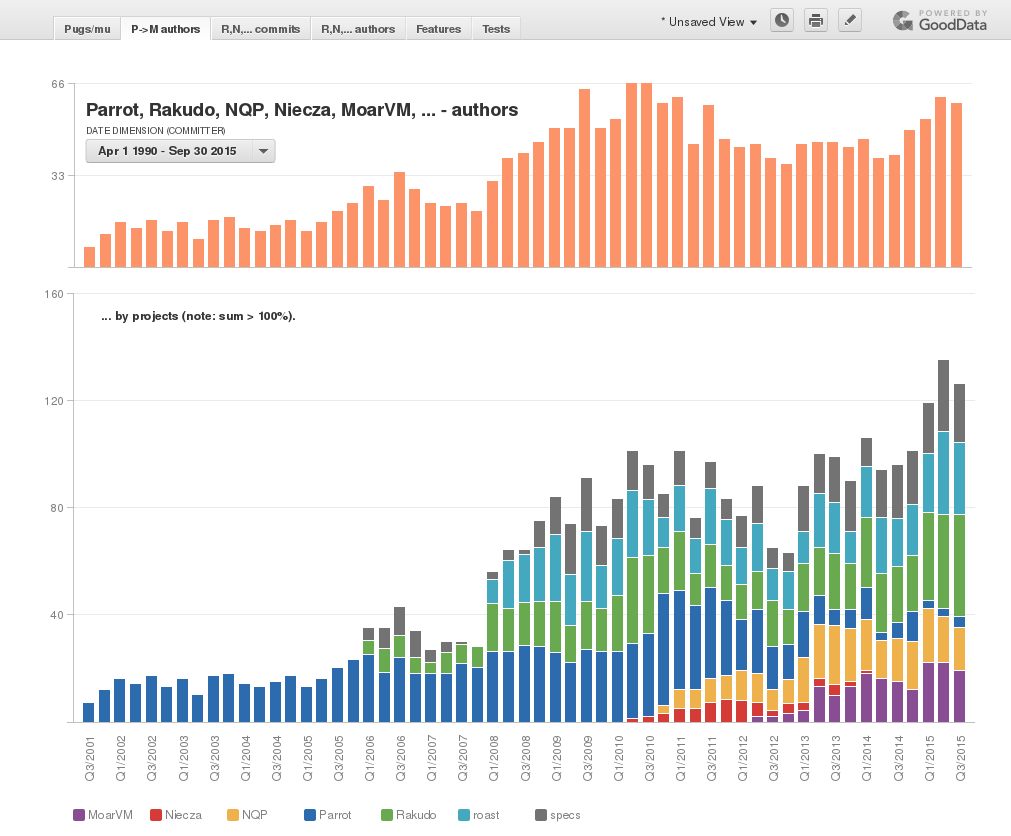 Pugs/mu P->M authors R,N,... commits R,N,... authors Features Tests * Unsaved View POWERED BY GoodData
66
Parrot, Rakudo, NQP, Niecza, MoarVM, ... - authors
DATE DIMENSION (COMMITTER)
Apr 1 1990 - Sep 30 2015
33
160
... by projects (note: sum > 100%).
120
80
40
Q3/2001 Q1/2002 Q3/2002 Q1/2003 Q3/2003 Q1/2004 Q3/2004 Q1/2005 Q3/2005 Q1/2006 Q3/2006 Q1/2007 Q3/2007 Q1/2008 Q3/2008 Q1/2009 Q3/2009 Q1/2010 Q3/2010 Q1/2011 Q3/2011 Q1/2012 Q3/2012 Q1/2013 Q3/2013 Q1/2014 Q3/2014 Q1/2015 Q3/2015
MoarVM Niecza NQP Parrot Rakudo roast specs